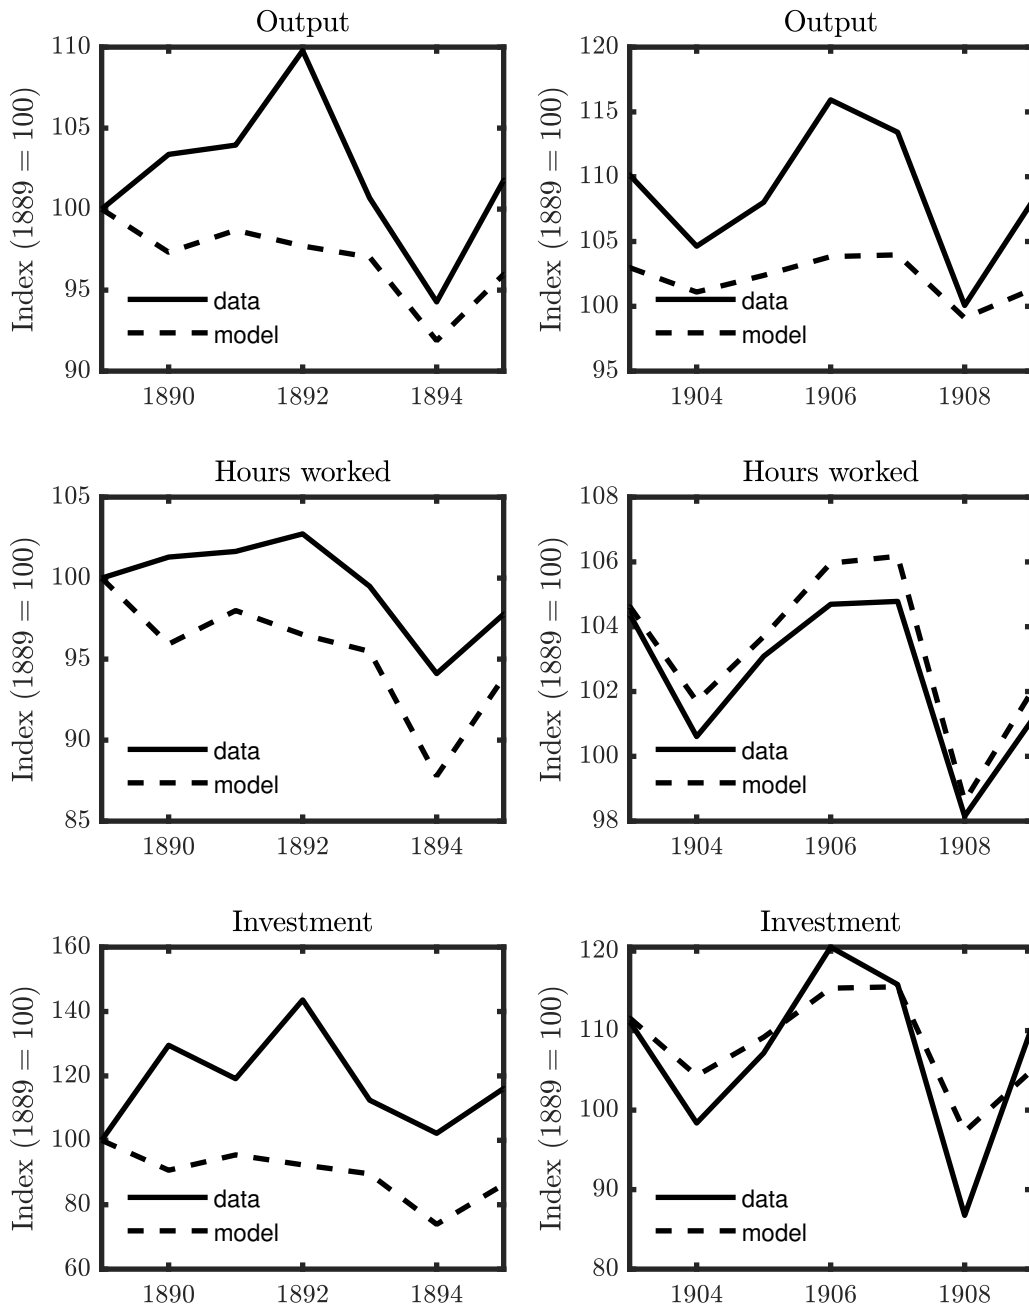 Output
Index (1889 = 100)
110
105
100
95
90
data
model
1890
1892
1894
Output
Index (1889 = 100)
120
115
110
105
100
95
data
model
1904
1906
1908
Hours worked
Index (1889 = 100)
105
100
95
90
85
data
model
1890
1892
1894
Hours worked
Index (1889 = 100)
108
106
104
102
100
98
data
model
1904
1906
1908
Investment
Index (1889 = 100)
160
140
120
100
80
60
data
model
1890
1892
1894
Investment
Index (1889 = 100)
120
110
100
90
80
data
model
1904
1906
1908